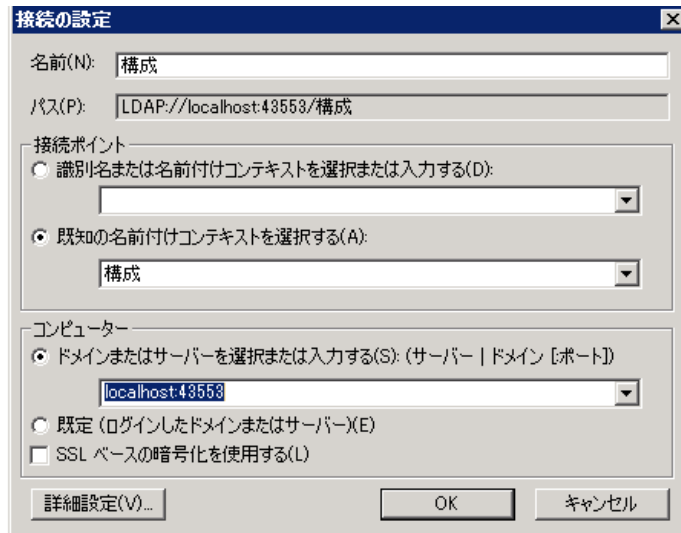 接続の設定
名前(N):
構成
パス(P):
LDAP://localhost:43553/構成
接続ポイント
識別名または名前付けコンテキストを選択または入力する(D):
既知の名前付けコンテキストを選択する(A):
構成
コンピューター
ドメインまたはサーバーを選択または入力する(S): (サーバー | ドメイン [:ポート])
localhost:43553
既定 (ログインしたドメインまたはサーバー)(E)
SSL ベースの暗号化を使用する(L)
詳細設定(V)...
OK
キャンセル